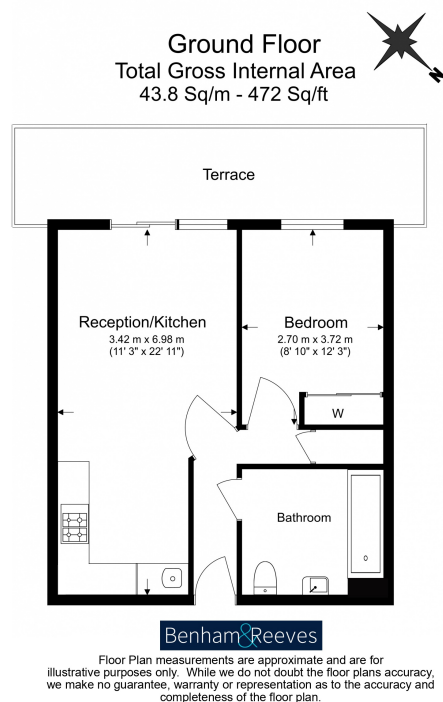 Ground Floor
Total Gross Internal Area
43.8 Sq/m - 472 Sq/ft
N
Terrace
Reception/Kitchen
3.42 m x 6.98 m
(11' 3" x 22' 11")
Bedroom
2.70 m x 3.72 m
(8' 10" x 12' 3")
W
Bathroom
Benham&Reeves
Floor Plan measurements are approximate and are for
illustrative purposes only. While we do not doubt the floor plans accuracy,
we make no guarantee, warranty or representation as to the accuracy and
completeness of the floor plan.